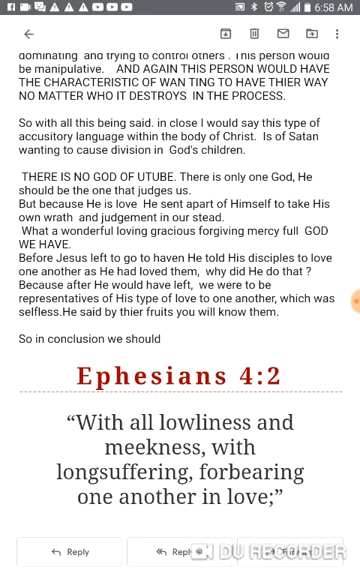 6:58 AM
dominating and trying to control others . This person would
be manipulative. AND AGAIN THIS PERSON WOULD HAVE
THE CHARACTERISTIC OF WAN TING TO HAVE THIER WAY
NO MATTER WHO IT DESTROYS IN THE PROCESS.
So with all this being said. in close I would say this type of
accusitory language within the body of Christ. Is of Satan
wanting to cause division in God's children.
THERE IS NO GOD OF UTUBE. There is only one God, He
should be the one that judges us.
But because He is love He sent apart of Himself to take His
own wrath and judgement in our stead.
What a wonderful loving gracious forgiving mercy full GOD
WE HAVE.
Before Jesus left to go to haven He told His disciples to love
one another as He had loved them, why did He do that ?
Because after He would have left, we were to be
representatives of His type of love to one another, which was
selfless.He said by thier fruits you will know them.
So in conclusion we should
Ephesians 4:2
“With all lowliness and
meekness, with
longsuffering, forbearing
one another in love;”
Reply
Reply
DU RECORDER